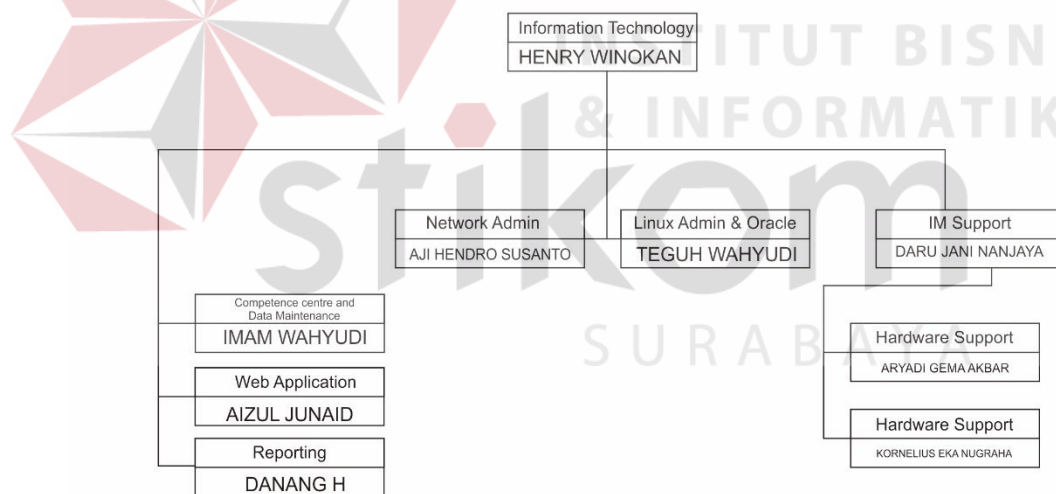 INSTITUT BISN
& INFORMATIK
stikom
SURABAYA
Information Technology
HENRY WINOKAN
Network Admin
AJI HENDRO SUSANTO
Linux Admin & Oracle
TEGUH WAHYUDI
IM Support
DARU JANI NANJAYA
Competence centre and
Data Maintenance
IMAM WAHYUDI
Web Application
AIZUL JUNAID
Reporting
DANANG H
Hardware Support
ARYADI GEMA AKBAR
Hardware Support
KORNELIUS EKA NUGRAHA